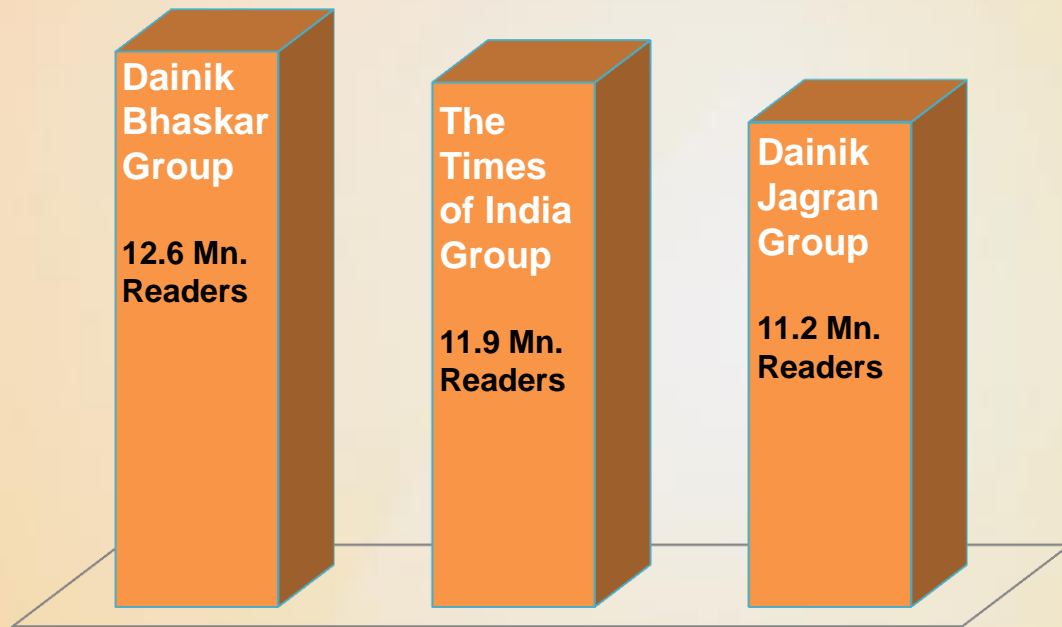 Dainik
Bhaskar
Group
12.6 Mn.
Readers
The
Times
of India
Group
11.9 Mn.
Readers
Dainik
Jagran
Group
11.2 Mn.
Readers